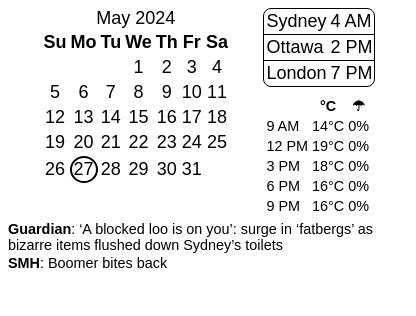 May 2024
Su Mo Tu We Th Fr Sa
1 2 3 4
5 6 7 8 9 10 11
12 13 14 15 16 17 18
19 20 21 22 23 24 25
26 27 28 29 30 31
Sydney 4 AM
Ottawa 2 PM
London 7 PM
°C ☂
9 AM 14°C 0%
12 PM 19°C 0%
3 PM 18°C 0%
6 PM 16°C 0%
9 PM 16°C 0%
Guardian: ‘A blocked loo is on you’: surge in ‘fatbergs’ as
bizarre items flushed down Sydney’s toilets
SMH: Boomer bites back